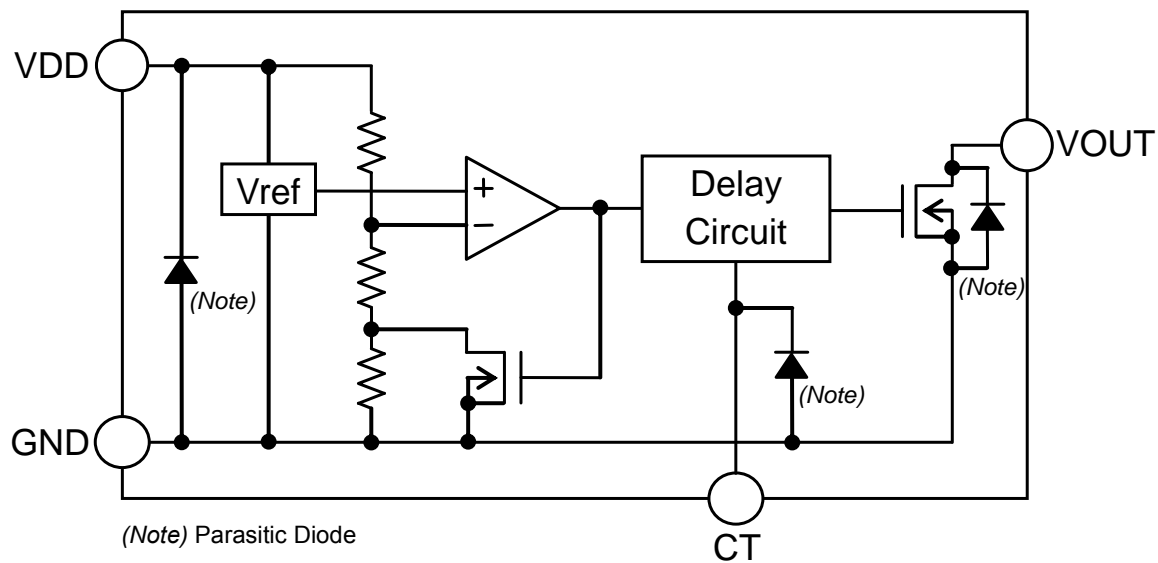 VDD
VOUT
Vref
+
−
Delay
Circuit
(Note)
(Note)
(Note)
GND
CT
(Note) Parasitic Diode